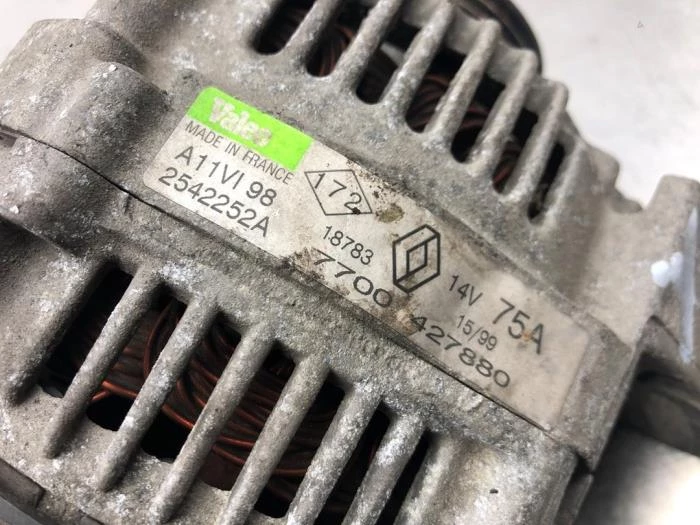 Valeo
MADE IN FRANCE
A11VI 98
2542252A
172
18783
7700 427880
14V 75A
15/99